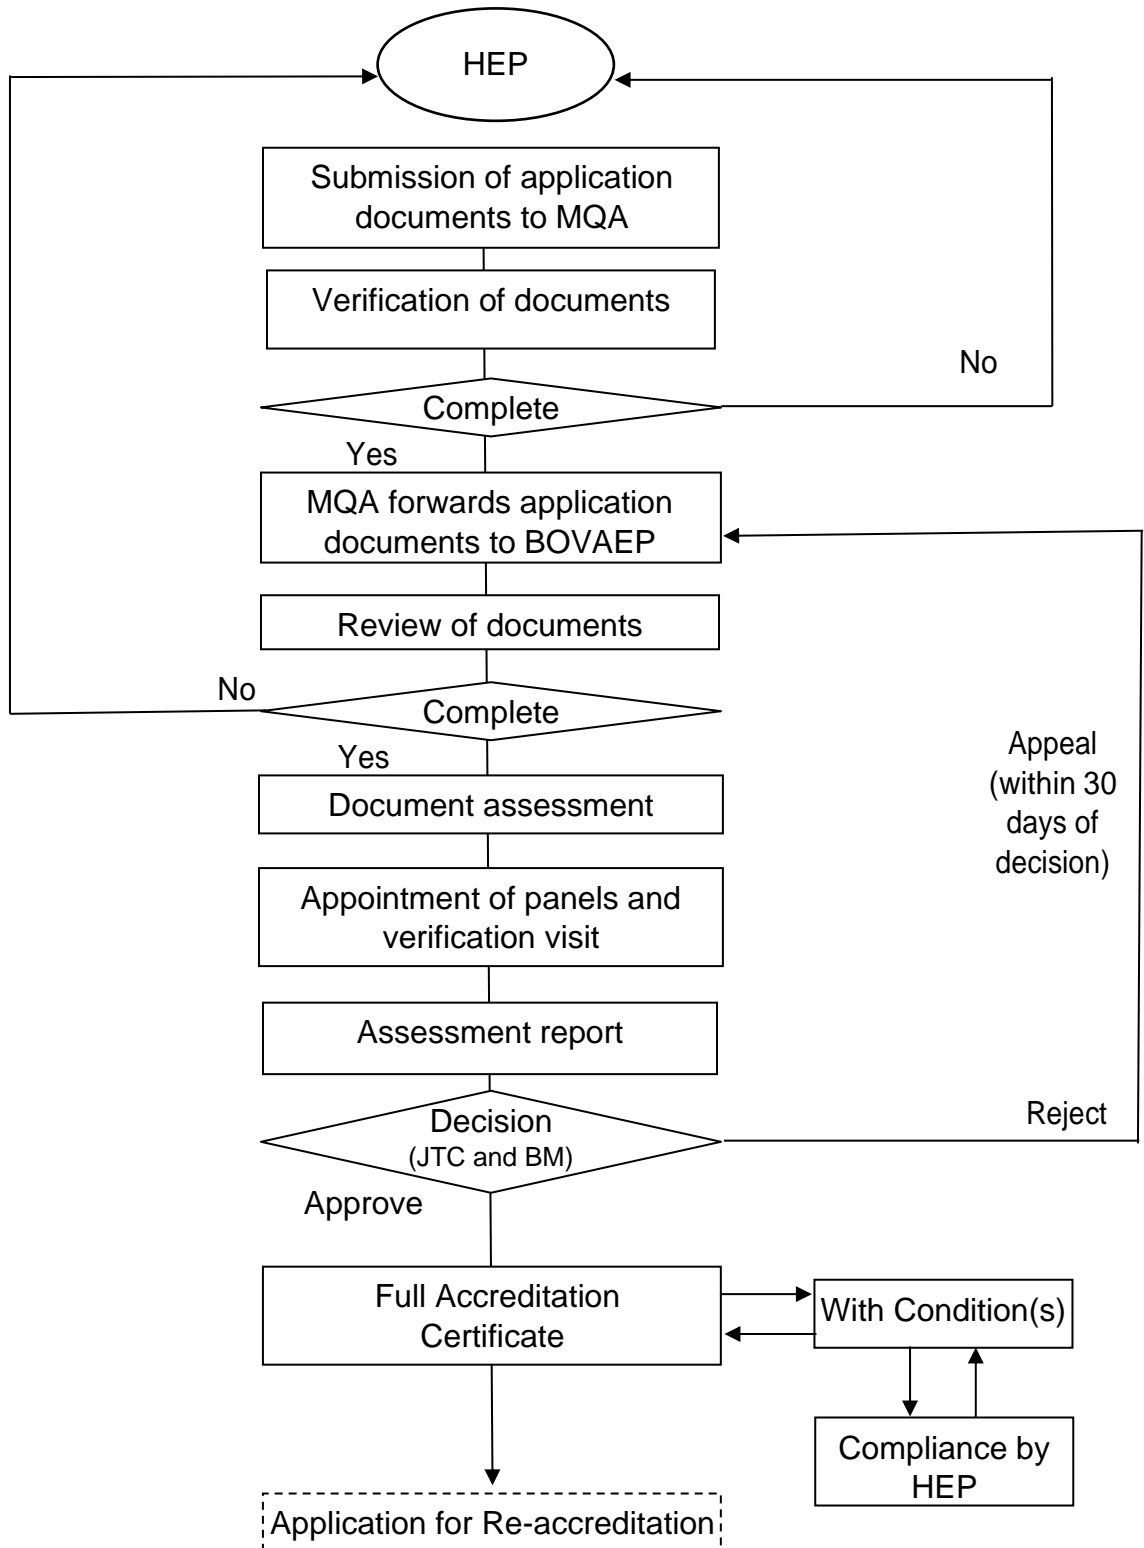 HEP
Submission of application
documents to MQA
Verification of documents
No
Complete
Yes
MQA forwards application
documents to BOVAEP
Review of documents
No
Complete
Yes
Appeal
(within 30
days of
decision)
Document assessment
Appointment of panels and
verification visit
Assessment report
Decision
(JTC and BM)
Reject
Approve
Full Accreditation
Certificate
With Condition(s)
Compliance by
HEP
Application for Re-accreditation